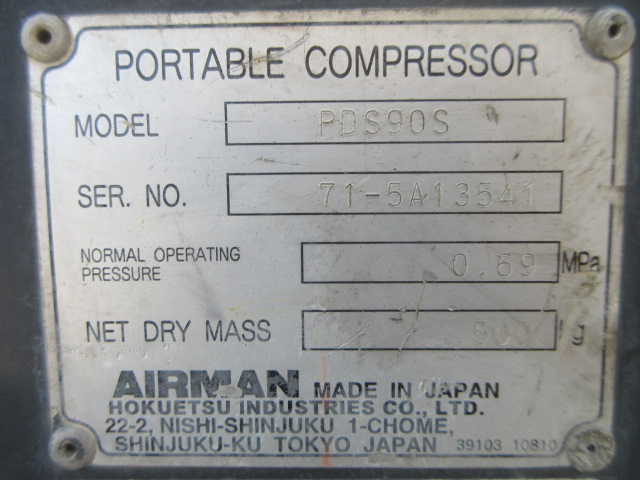 PORTABLE COMPRESSOR
MODEL PDS90S
SER. NO. 71-5A13541
NORMAL OPERATING PRESSURE 0.69 MPa
NET DRY MASS g
AIRMAN MADE IN JAPAN
HOKUETSU INDUSTRIES CO., LTD.
22-2, NISHI-SHINJUKU 1-CHOME,
SHINJUKU-KU TOKYO JAPAN 39103 10810